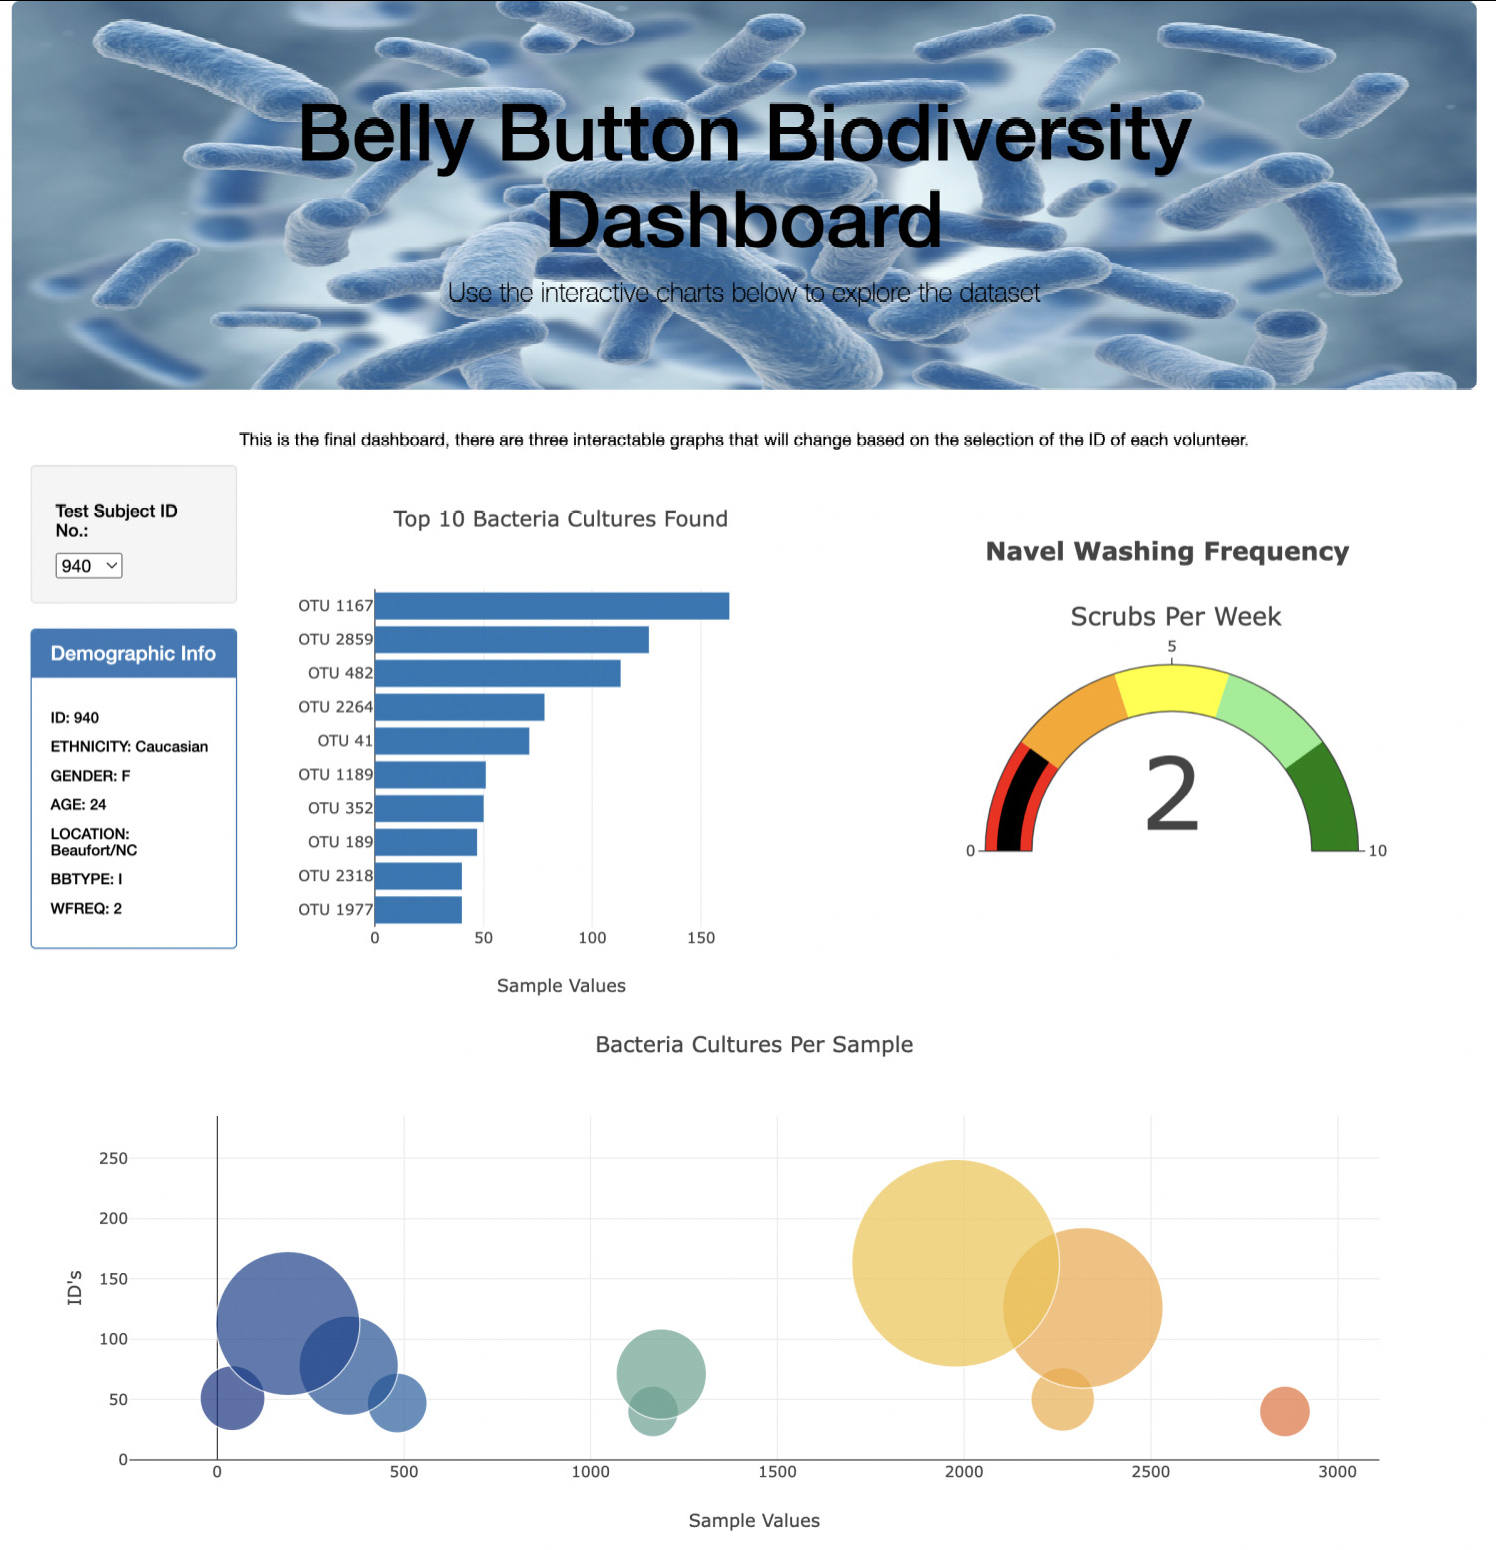 Belly Button Biodiversity
Dashboard
Use the interactive charts below to explore the dataset
This is the final dashboard, there are three interactable graphs that will change based on the selection of the ID of each volunteer.
Test Subject ID
No.:
940
Demographic Info
ID: 940
ETHNICITY: Caucasian
GENDER: F
AGE: 24
LOCATION:
Beaufort/NC
BBTYPE: I
WFREQ: 2
Top 10 Bacteria Cultures Found
OTU 1167
OTU 2859
OTU 482
OTU 2264
OTU 41
OTU 1189
OTU 352
OTU 189
OTU 2318
OTU 1977
0 50 100 150
Sample Values
Navel Washing Frequency
Scrubs Per Week
5
2
0 10
Bacteria Cultures Per Sample
250
200
150
100
50
0
ID's
0 500 1000 1500 2000 2500 3000
Sample Values